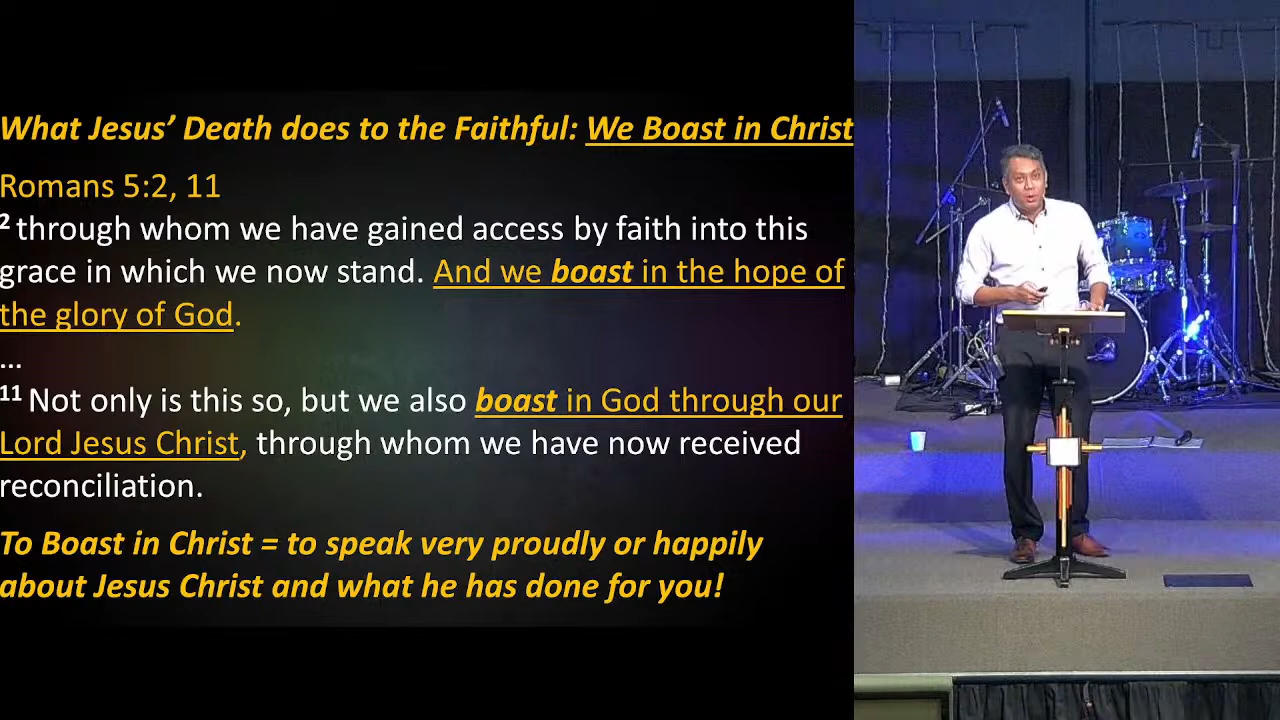 What Jesus’ Death does to the Faithful: We Boast in Christ
Romans 5:2, 11
2 through whom we have gained access by faith into this
grace in which we now stand. And we boast in the hope of
the glory of God.
...
11 Not only is this so, but we also boast in God through our
Lord Jesus Christ, through whom we have now received
reconciliation.
To Boast in Christ = to speak very proudly or happily
about Jesus Christ and what he has done for you!